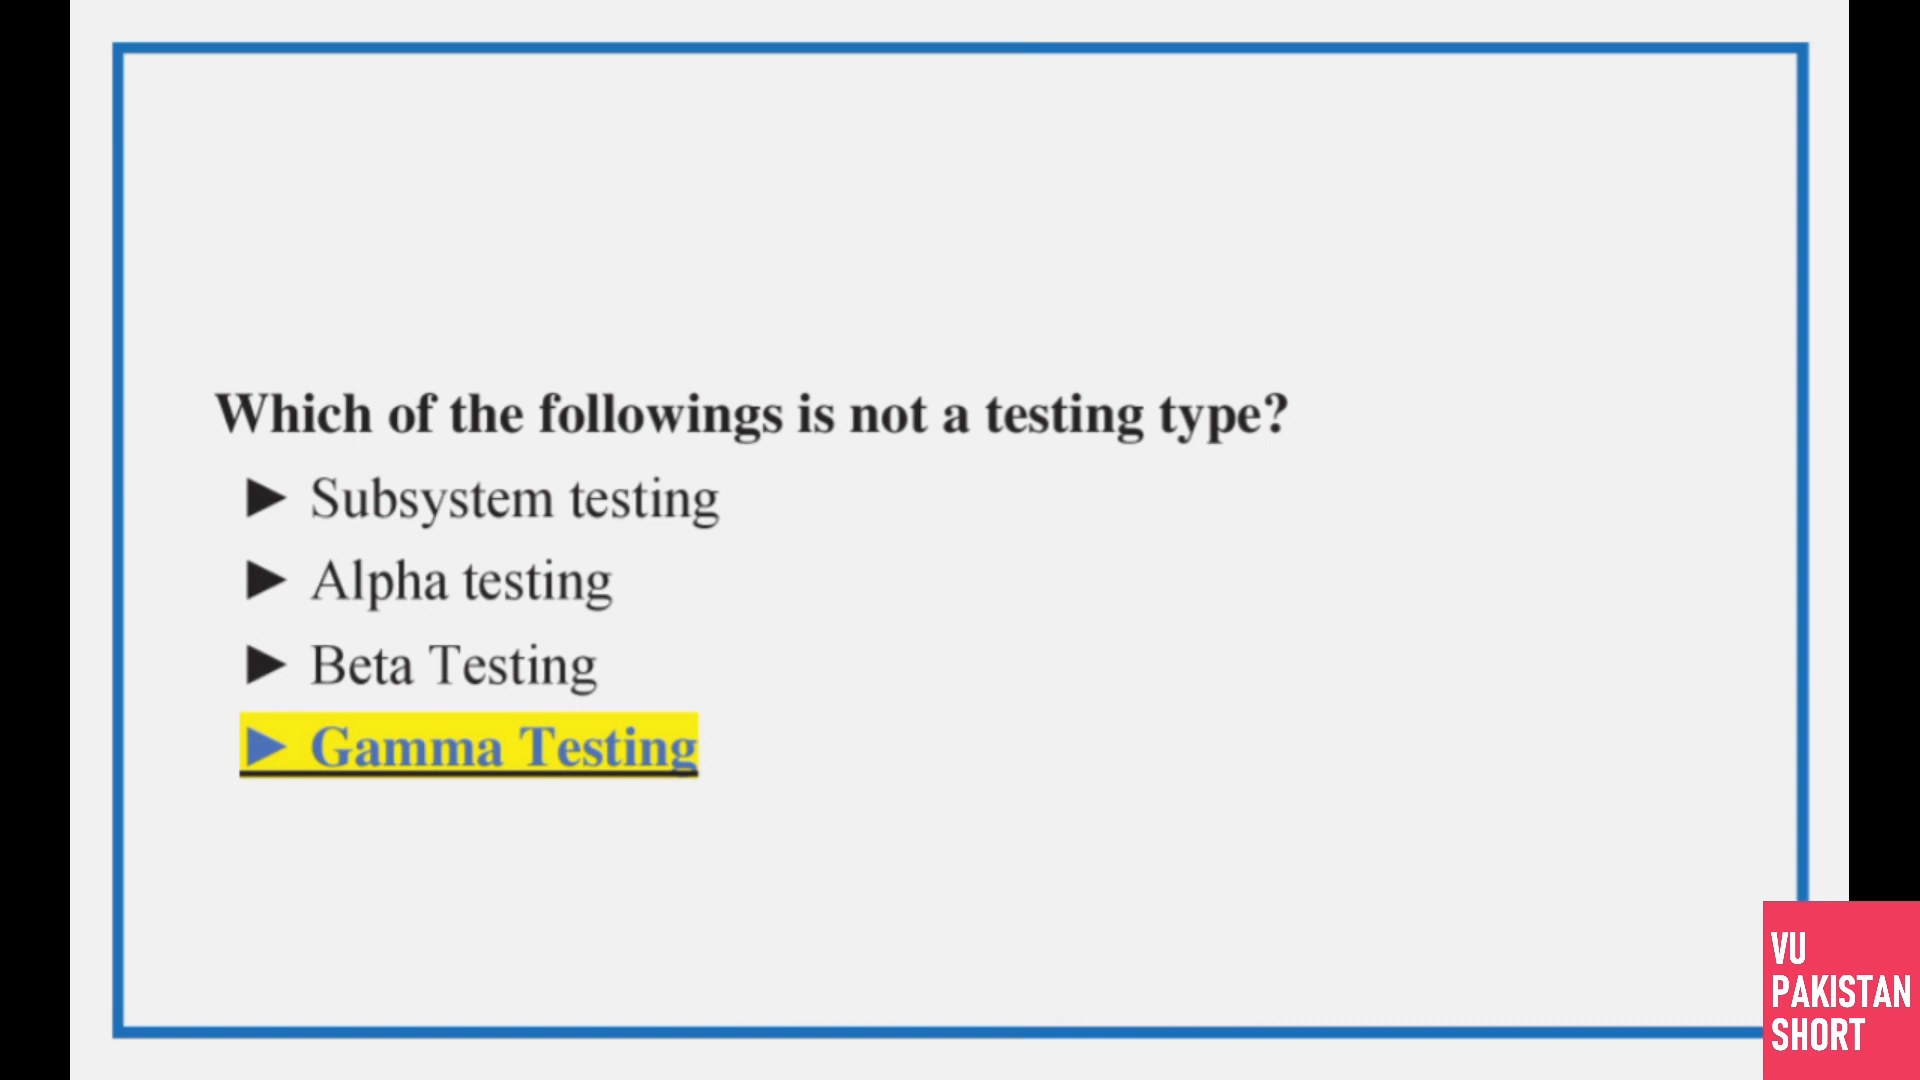 Which of the followings is not a testing type?
► Subsystem testing
► Alpha testing
► Beta Testing
► Gamma Testing
VU
PAKISTAN
SHORT